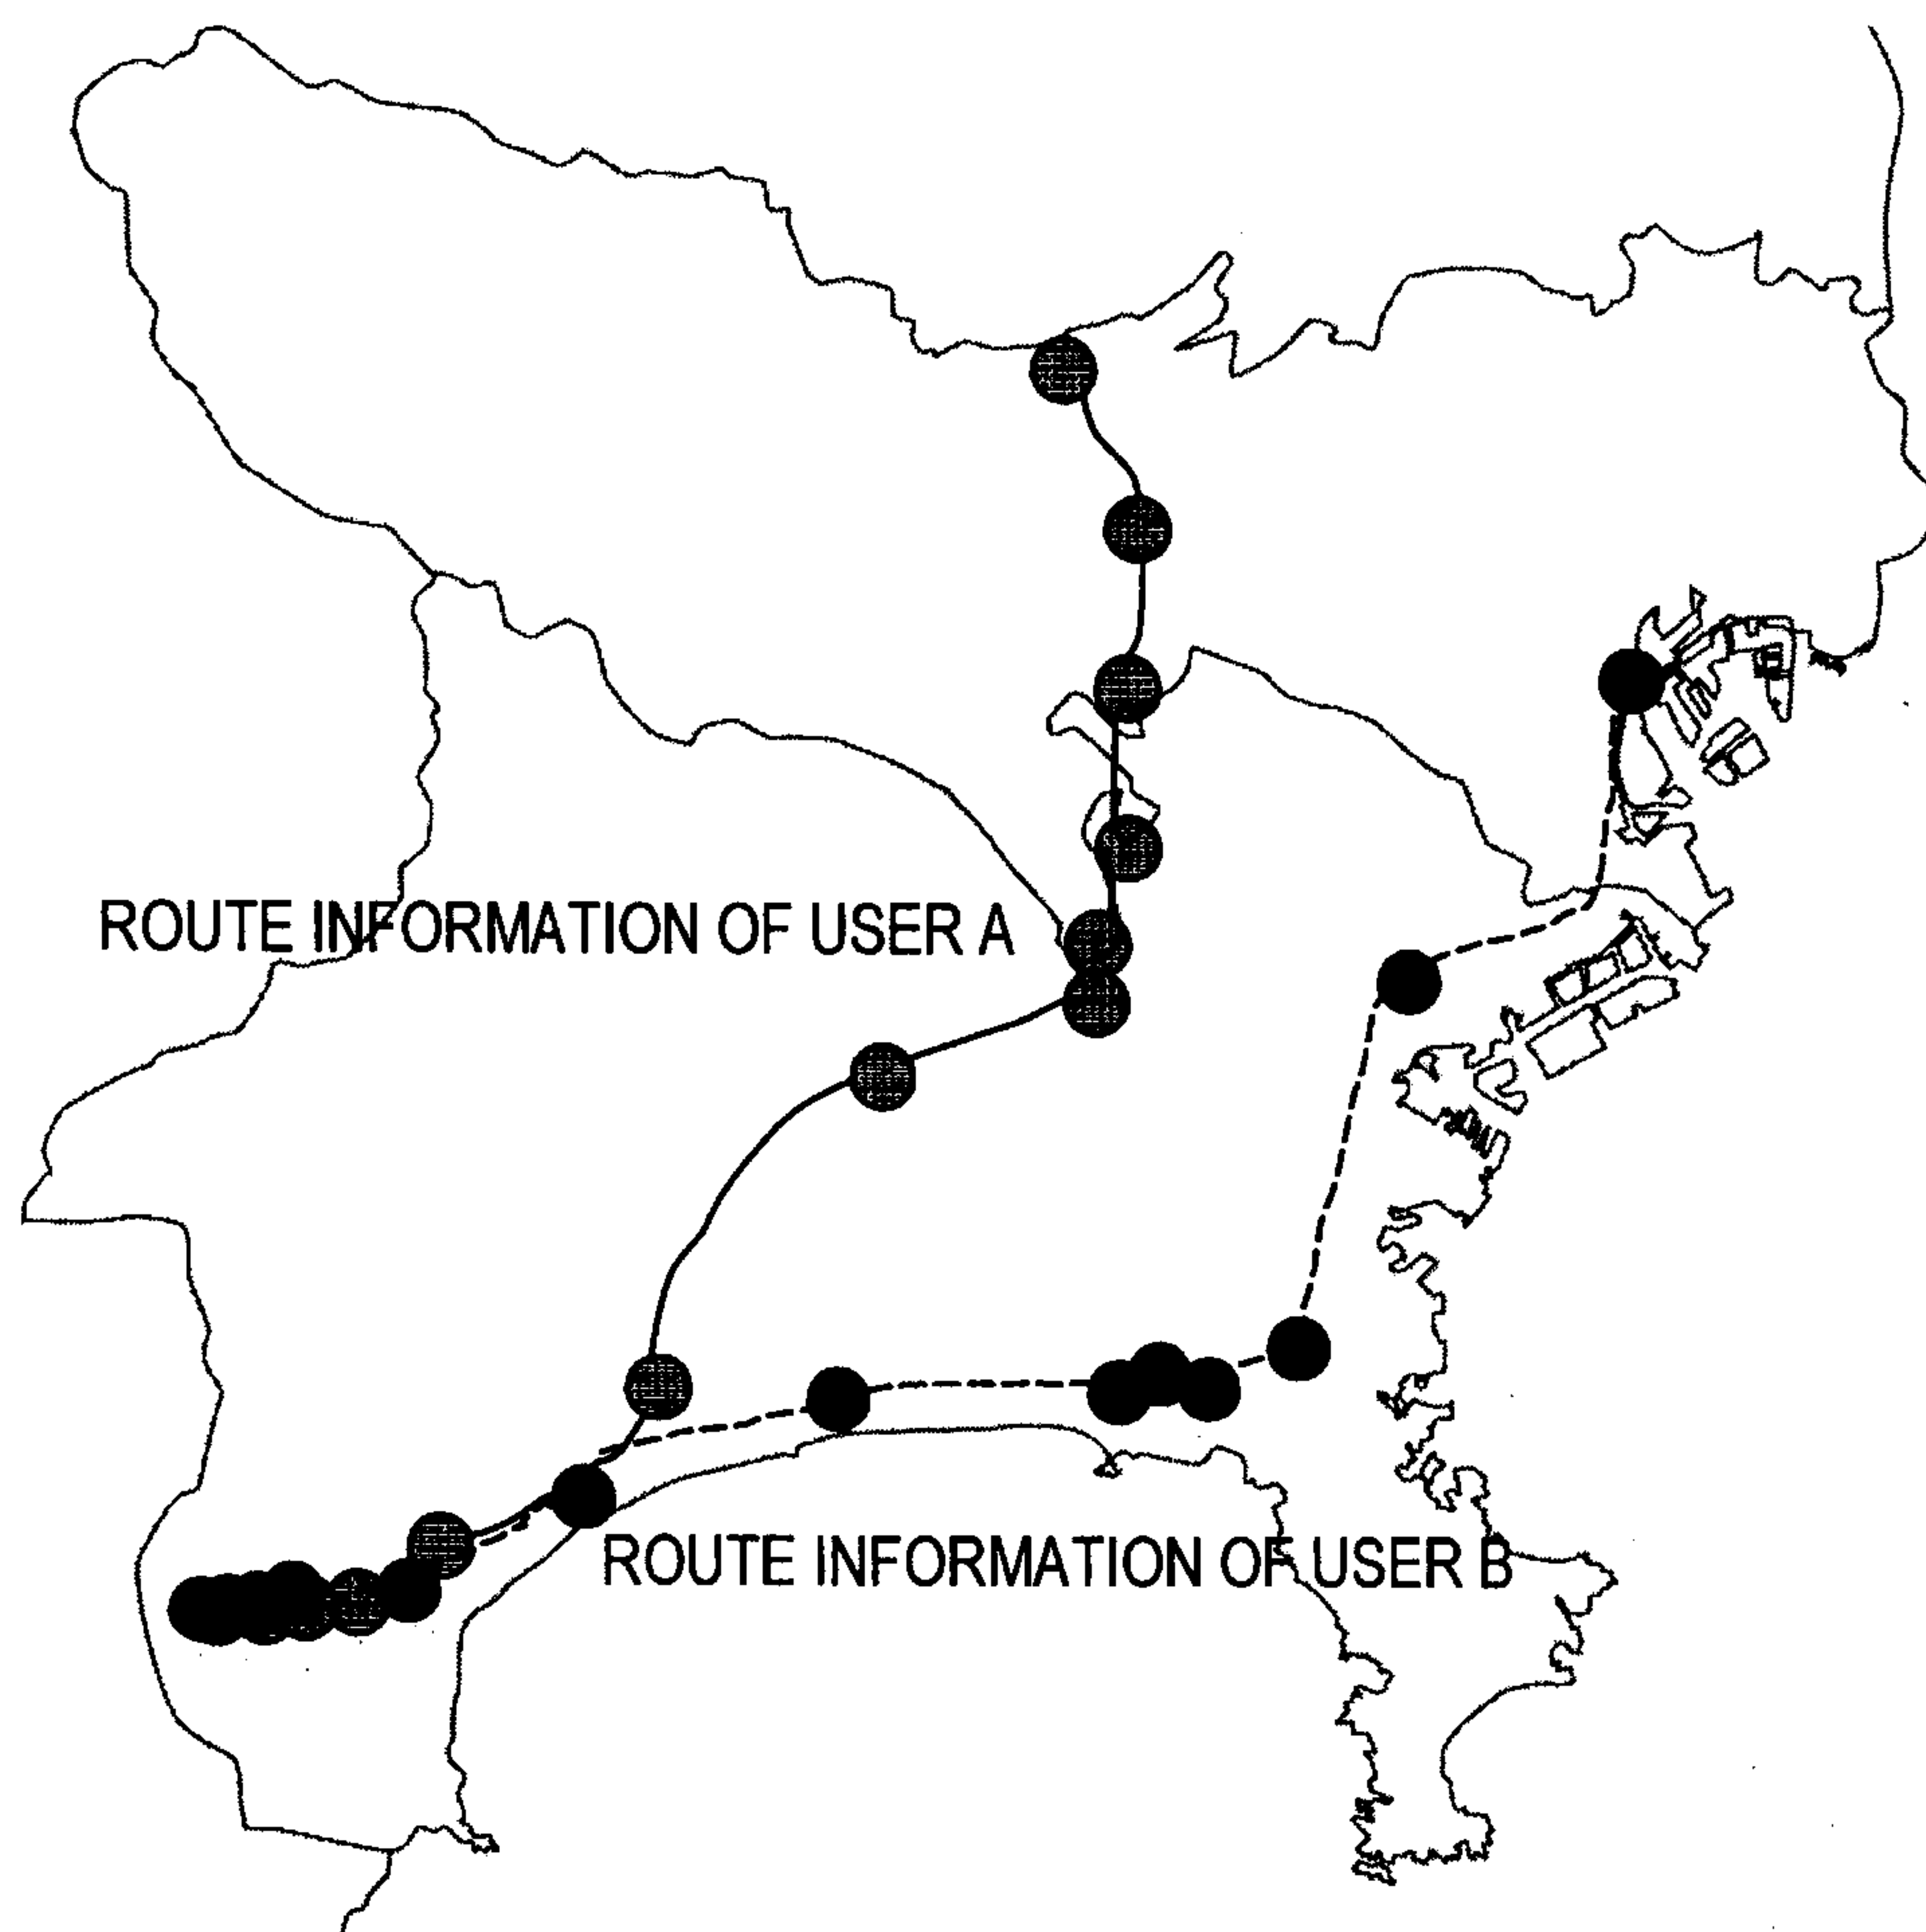 ROUTE INFORMATION OF USER A
ROUTE INFORMATION OF USER B